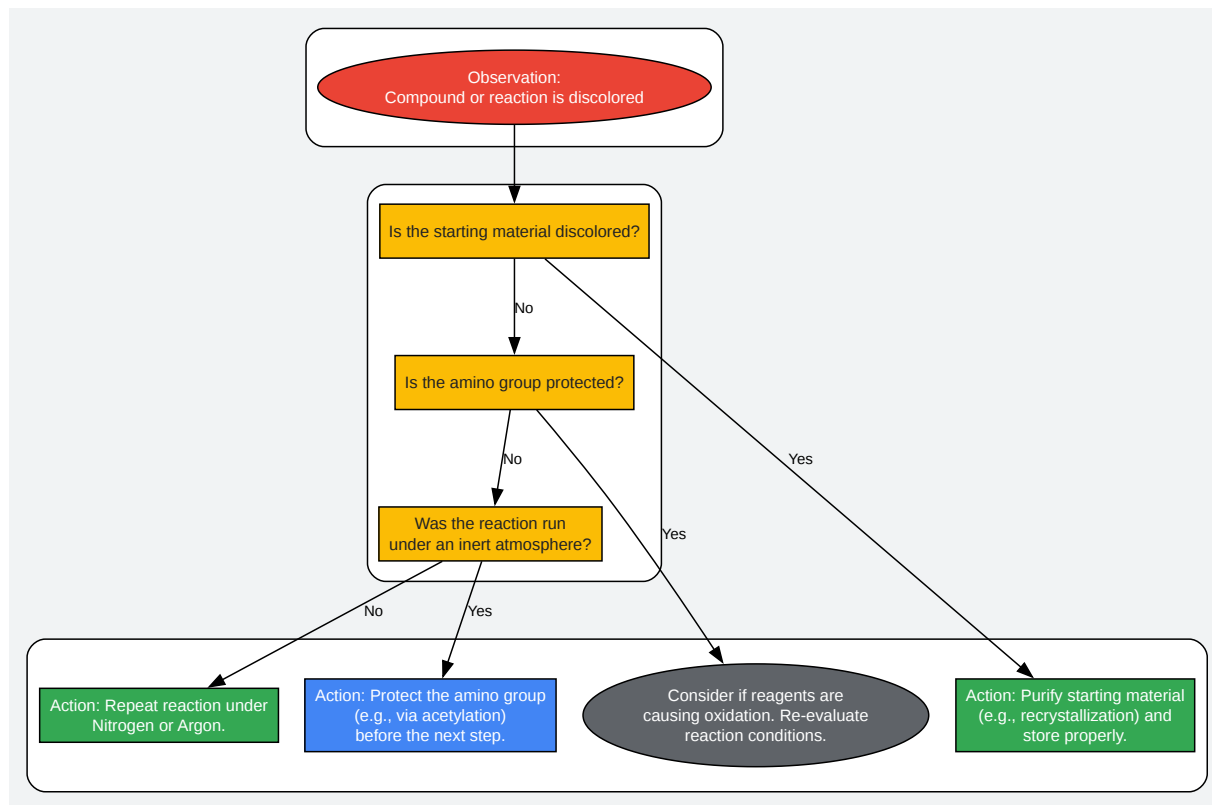 Observation:
Compound or reaction is discolored
Is the starting material discolored?
No
Is the amino group protected?
No
Yes
Was the reaction run
under an inert atmosphere?
Yes
No
Yes
Action: Repeat reaction under
Nitrogen or Argon.
Action: Protect the amino group
(e.g., via acetylation)
before the next step.
Consider if reagents are
causing oxidation. Re-evaluate
reaction conditions.
Action: Purify starting material
(e.g., recrystallization) and
store properly.